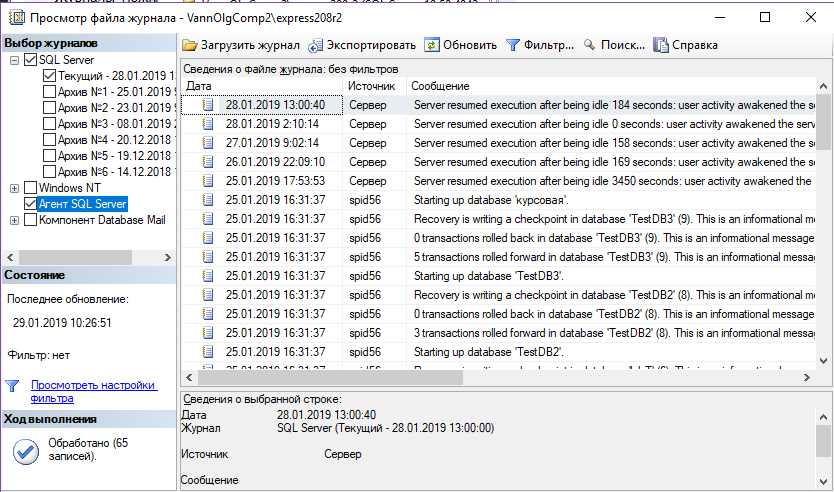 Просмотр файла журнала - VannOlgComp2\express208r2
Выбор журналов
SQL Server
Текущий - 28.01.2019 1
Архив №1 - 25.01.2019
Архив №2 - 23.01.2019
Архив №3 - 08.01.2019
Архив №4 - 20.12.2018
Архив №5 - 19.12.2018
Архив №6 - 14.12.2018
Windows NT
Агент SQL Server
Компонент Database Mail
Состояние
Последнее обновление:
29.01.2019 10:26:51
Фильтр: нет
Просмотреть настройки
фильтра
Ход выполнения
Обработано (65
записей).
Загрузить журнал Экспортировать Обновить Фильтр... Поиск... Справка
Сведения о файле журнала: без фильтров
Дата Источник Сообщение
28.01.2019 13:00:40 Сервер Server resumed execution after being idle 184 seconds: user activity awakened the se
28.01.2019 2:10:14 Сервер Server resumed execution after being idle 0 seconds: user activity awakened the serv
27.01.2019 9:02:14 Сервер Server resumed execution after being idle 158 seconds: user activity awakened the se
26.01.2019 22:09:10 Сервер Server resumed execution after being idle 169 seconds: user activity awakened the se
25.01.2019 17:53:53 Сервер Server resumed execution after being idle 3450 seconds: user activity awakened the
25.01.2019 16:31:37 spid56 Starting up database 'курсовая'.
25.01.2019 16:31:37 spid56 Recovery is writing a checkpoint in database 'TestDB3' (9). This is an informational m
25.01.2019 16:31:37 spid56 0 transactions rolled back in database 'TestDB3' (9). This is an informational message
25.01.2019 16:31:37 spid56 5 transactions rolled forward in database 'TestDB3' (9). This is an informational messa
25.01.2019 16:31:37 spid56 Starting up database 'TestDB3'.
25.01.2019 16:31:37 spid56 Recovery is writing a checkpoint in database 'TestDB2' (8). This is an informational m
25.01.2019 16:31:37 spid56 0 transactions rolled back in database 'TestDB2' (8). This is an informational message
25.01.2019 16:31:37 spid56 3 transactions rolled forward in database 'TestDB2' (8). This is an informational messa
25.01.2019 16:31:37 spid56 Starting up database 'TestDB2'.
Сведения о выбранной строке:
Дата 28.01.2019 13:00:40
Журнал SQL Server (Текущий - 28.01.2019 13:00:00)
Источник Сервер
Сообщение